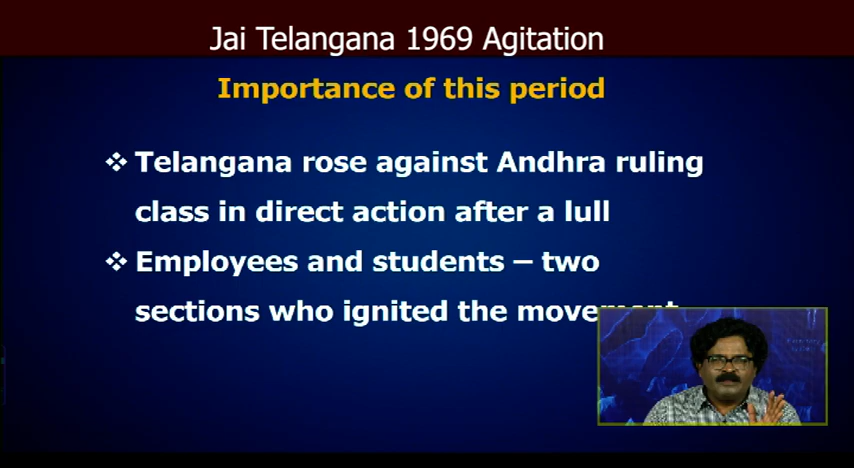 Jai Telangana 1969 Agitation
Importance of this period
❖ Telangana rose against Andhra ruling
class in direct action after a lull
❖ Employees and students – two
sections who ignited the movement